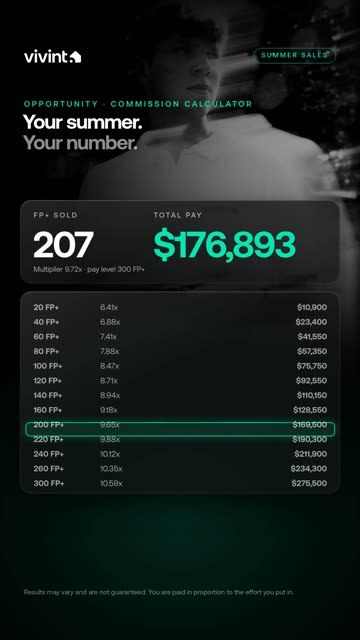 vivint
SUMMER SALES
OPPORTUNITY · COMMISSION CALCULATOR
Your summer.
Your number.
FP+ SOLD TOTAL PAY
207 $176,893
Multiplier 9.72x · pay level 300 FP+
20 FP+ 6.41x $10,900
40 FP+ 6.88x $23,400
60 FP+ 7.41x $41,550
80 FP+ 7.88x $57,350
100 FP+ 8.47x $75,750
120 FP+ 8.71x $92,550
140 FP+ 8.94x $110,150
160 FP+ 9.18x $128,550
200 FP+ 9.65x $169,500
220 FP+ 9.88x $190,300
240 FP+ 10.12x $211,900
260 FP+ 10.35x $234,300
300 FP+ 10.59x $275,500
Results may vary and are not guaranteed. You are paid in proportion to the effort you put in.